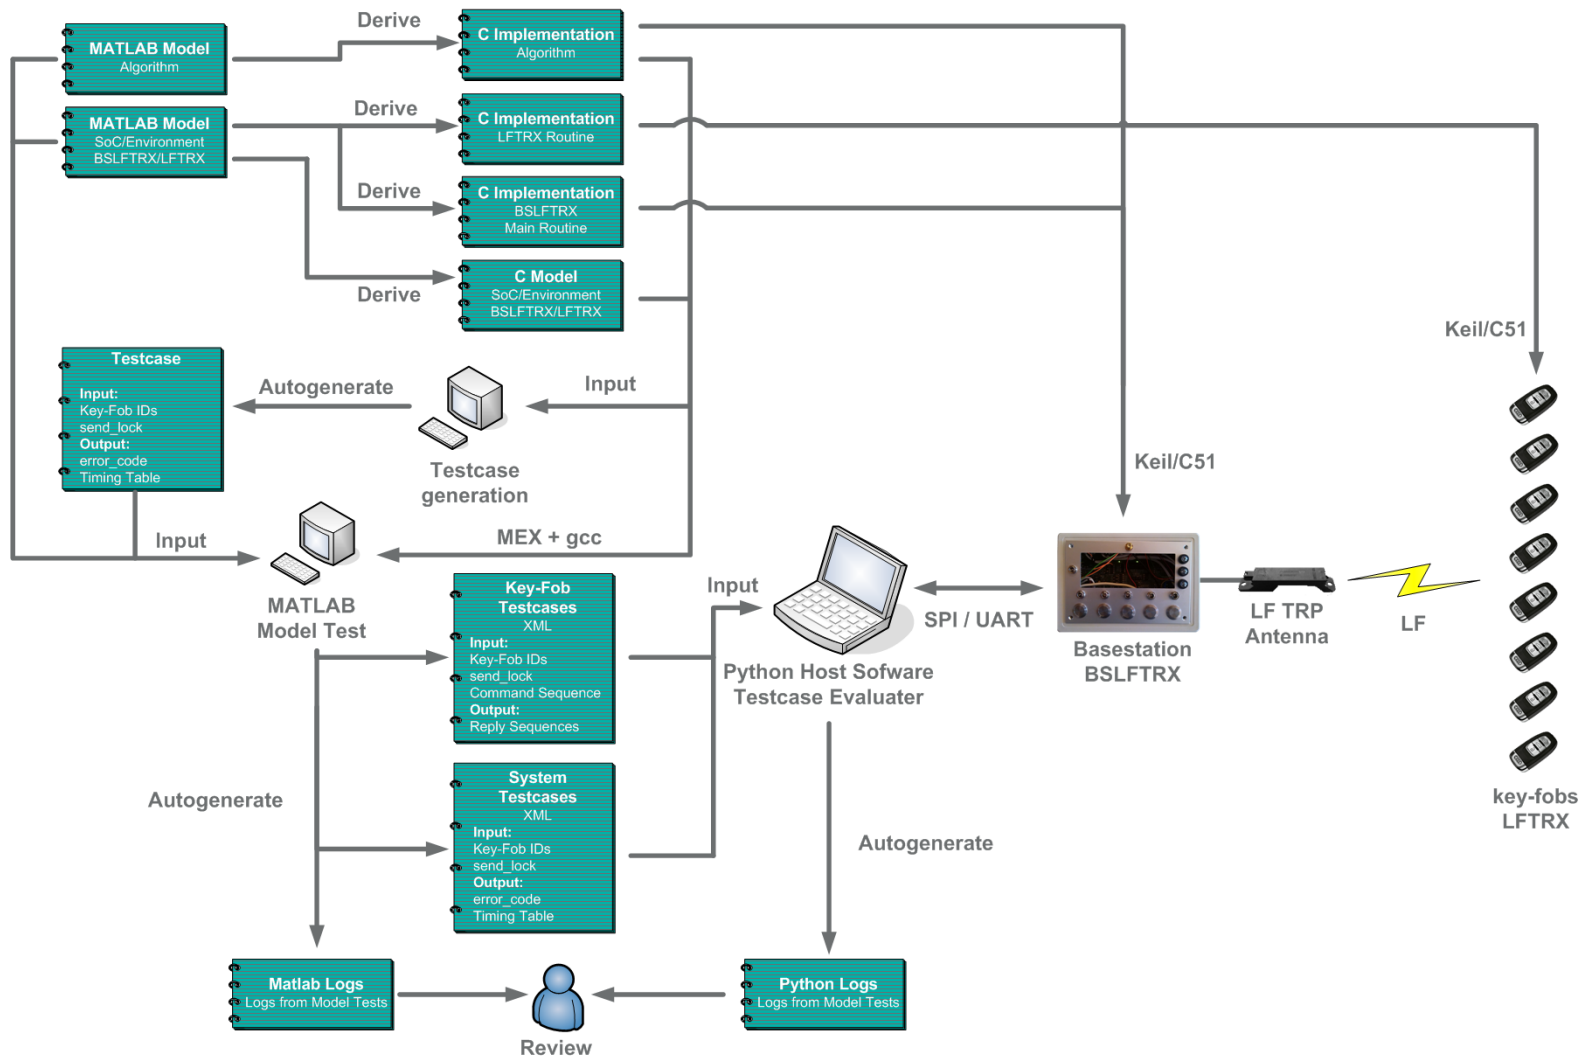 MATLAB Model
Algorithm
Derive
C Implementation
Algorithm
MATLAB Model
SoC/Environment
BSLFTRX/LFTRX
Derive
C Implementation
LFTRX Routine
Derive
C Implementation
BSLFTRX
Main Routine
Derive
C Model
SoC/Environment
BSLFTRX/LFTRX
Keil/C51
Testcase
Input:
Key-Fob IDs
send_lock
Output:
error_code
Timing Table
Autogenerate
Input
Testcase
generation
Keil/C51
Input
MEX + gcc
MATLAB
Model Test
Key-Fob
Testcases
XML
Input:
Key-Fob IDs
send_lock
Command Sequence
Output:
Reply Sequences
Input
Python Host Sofware
Testcase Evaluater
SPI / UART
Basestation
BSLFTRX
LF TRP
Antenna
LF
key-fobs
LFTRX
Autogenerate
System
Testcases
XML
Input:
Key-Fob IDs
send_lock
Output:
error_code
Timing Table
Autogenerate
Matlab Logs
Logs from Model Tests
Review
Python Logs
Logs from Model Tests